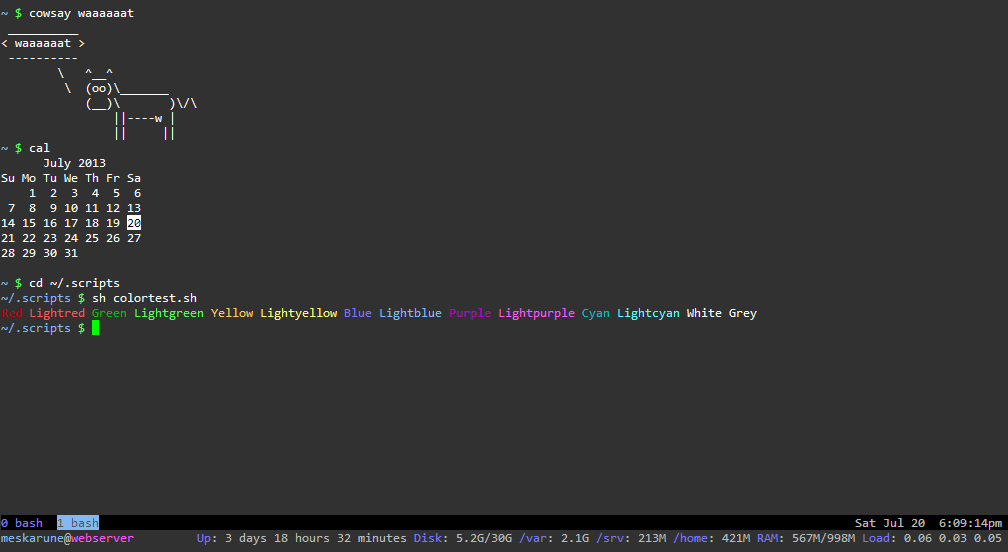 ~ $ cowsay waaaaaat
 __________
< waaaaaat >
 ----------
        \   ^__^
         \  (oo)\_______
            (__)\       )\/\
                ||----w |
                ||     ||
~ $ cal
      July 2013
Su Mo Tu We Th Fr Sa
    1  2  3  4  5  6
 7  8  9 10 11 12 13
14 15 16 17 18 19 20
21 22 23 24 25 26 27
28 29 30 31
~ $ cd ~/.scripts
~/.scripts $ sh colortest.sh
Red Lightred Green Lightgreen Yellow Lightyellow Blue Lightblue Purple Lightpurple Cyan Lightcyan White Grey
~/.scripts $
0 bash  1 bash Sat Jul 20  6:09:14pm
meskarune@webserver Up: 3 days 18 hours 32 minutes Disk: 5.2G/30G /var: 2.1G /srv: 213M /home: 421M RAM: 567M/998M Load: 0.06 0.03 0.05